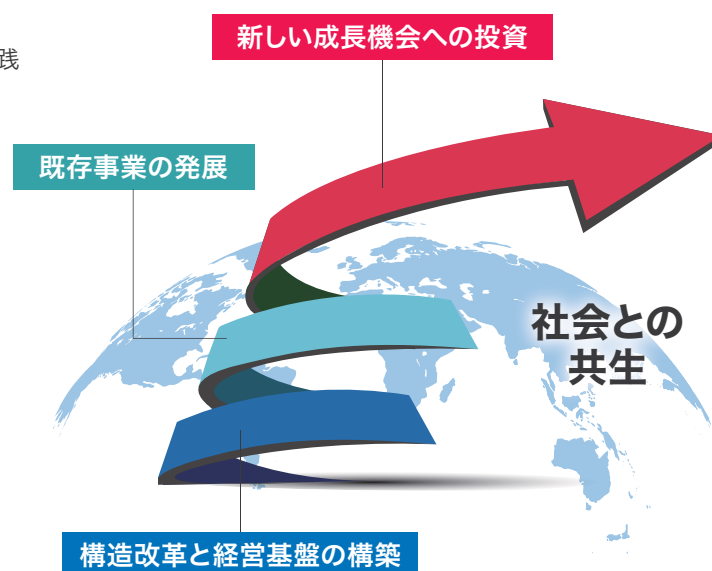 新しい成長機会への投資
践
既存事業の発展
社会との
共生
構造改革と経営基盤の構築